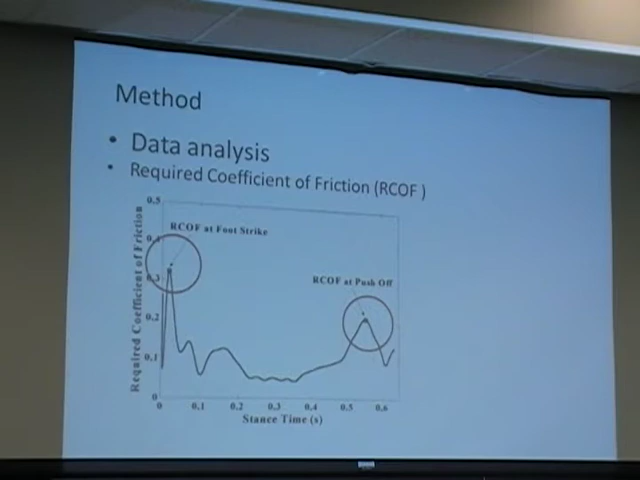 Method
• Data analysis
• Required Coefficient of Friction (RCOF )
0.5
RCOF at Foot Strike
0.4
0.3
RCOF at Push Off
0.2
0.1
0
Required Coefficient of Friction
0 0.1 0.2 0.3 0.4 0.5 0.6
Stance Time (s)